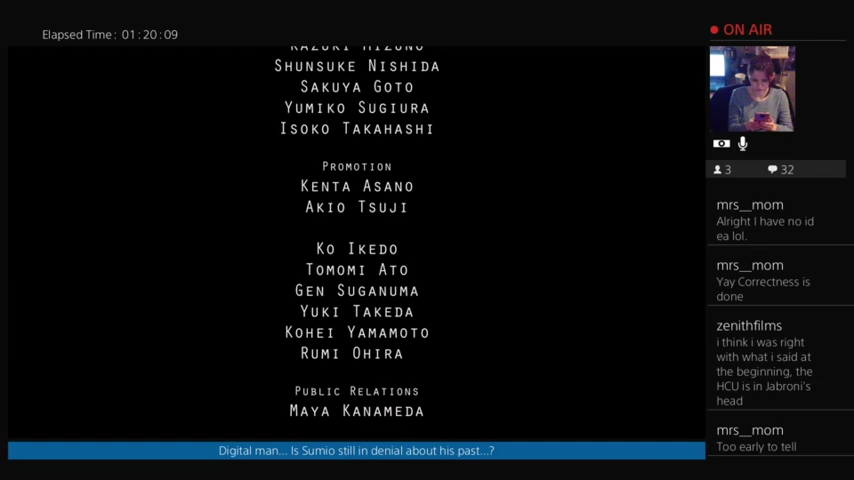 Elapsed Time: 01:20:09
ON AIR
KAZUKI MIZUNO
SHUNSUKE NISHIDA
SAKUYA GOTO
YUMIKO SUGIURA
ISOKO TAKAHASHI
PROMOTION
KENTA ASANO
AKIO TSUJI
KO IKEDO
TOMOMI ATO
GEN SUGANUMA
YUKI TAKEDA
KOHEI YAMAMOTO
RUMI OHIRA
PUBLIC RELATIONS
MAYA KANAMEDA
Digital man... Is Sumio still in denial about his past...?
3 32
mrs__mom
Alright I have no id
ea lol.
mrs__mom
Yay Correctness is
done
zenithfilms
i think i was right
with what i said at
the beginning, the
HCU is in Jabroni's
head
mrs__mom
Too early to tell